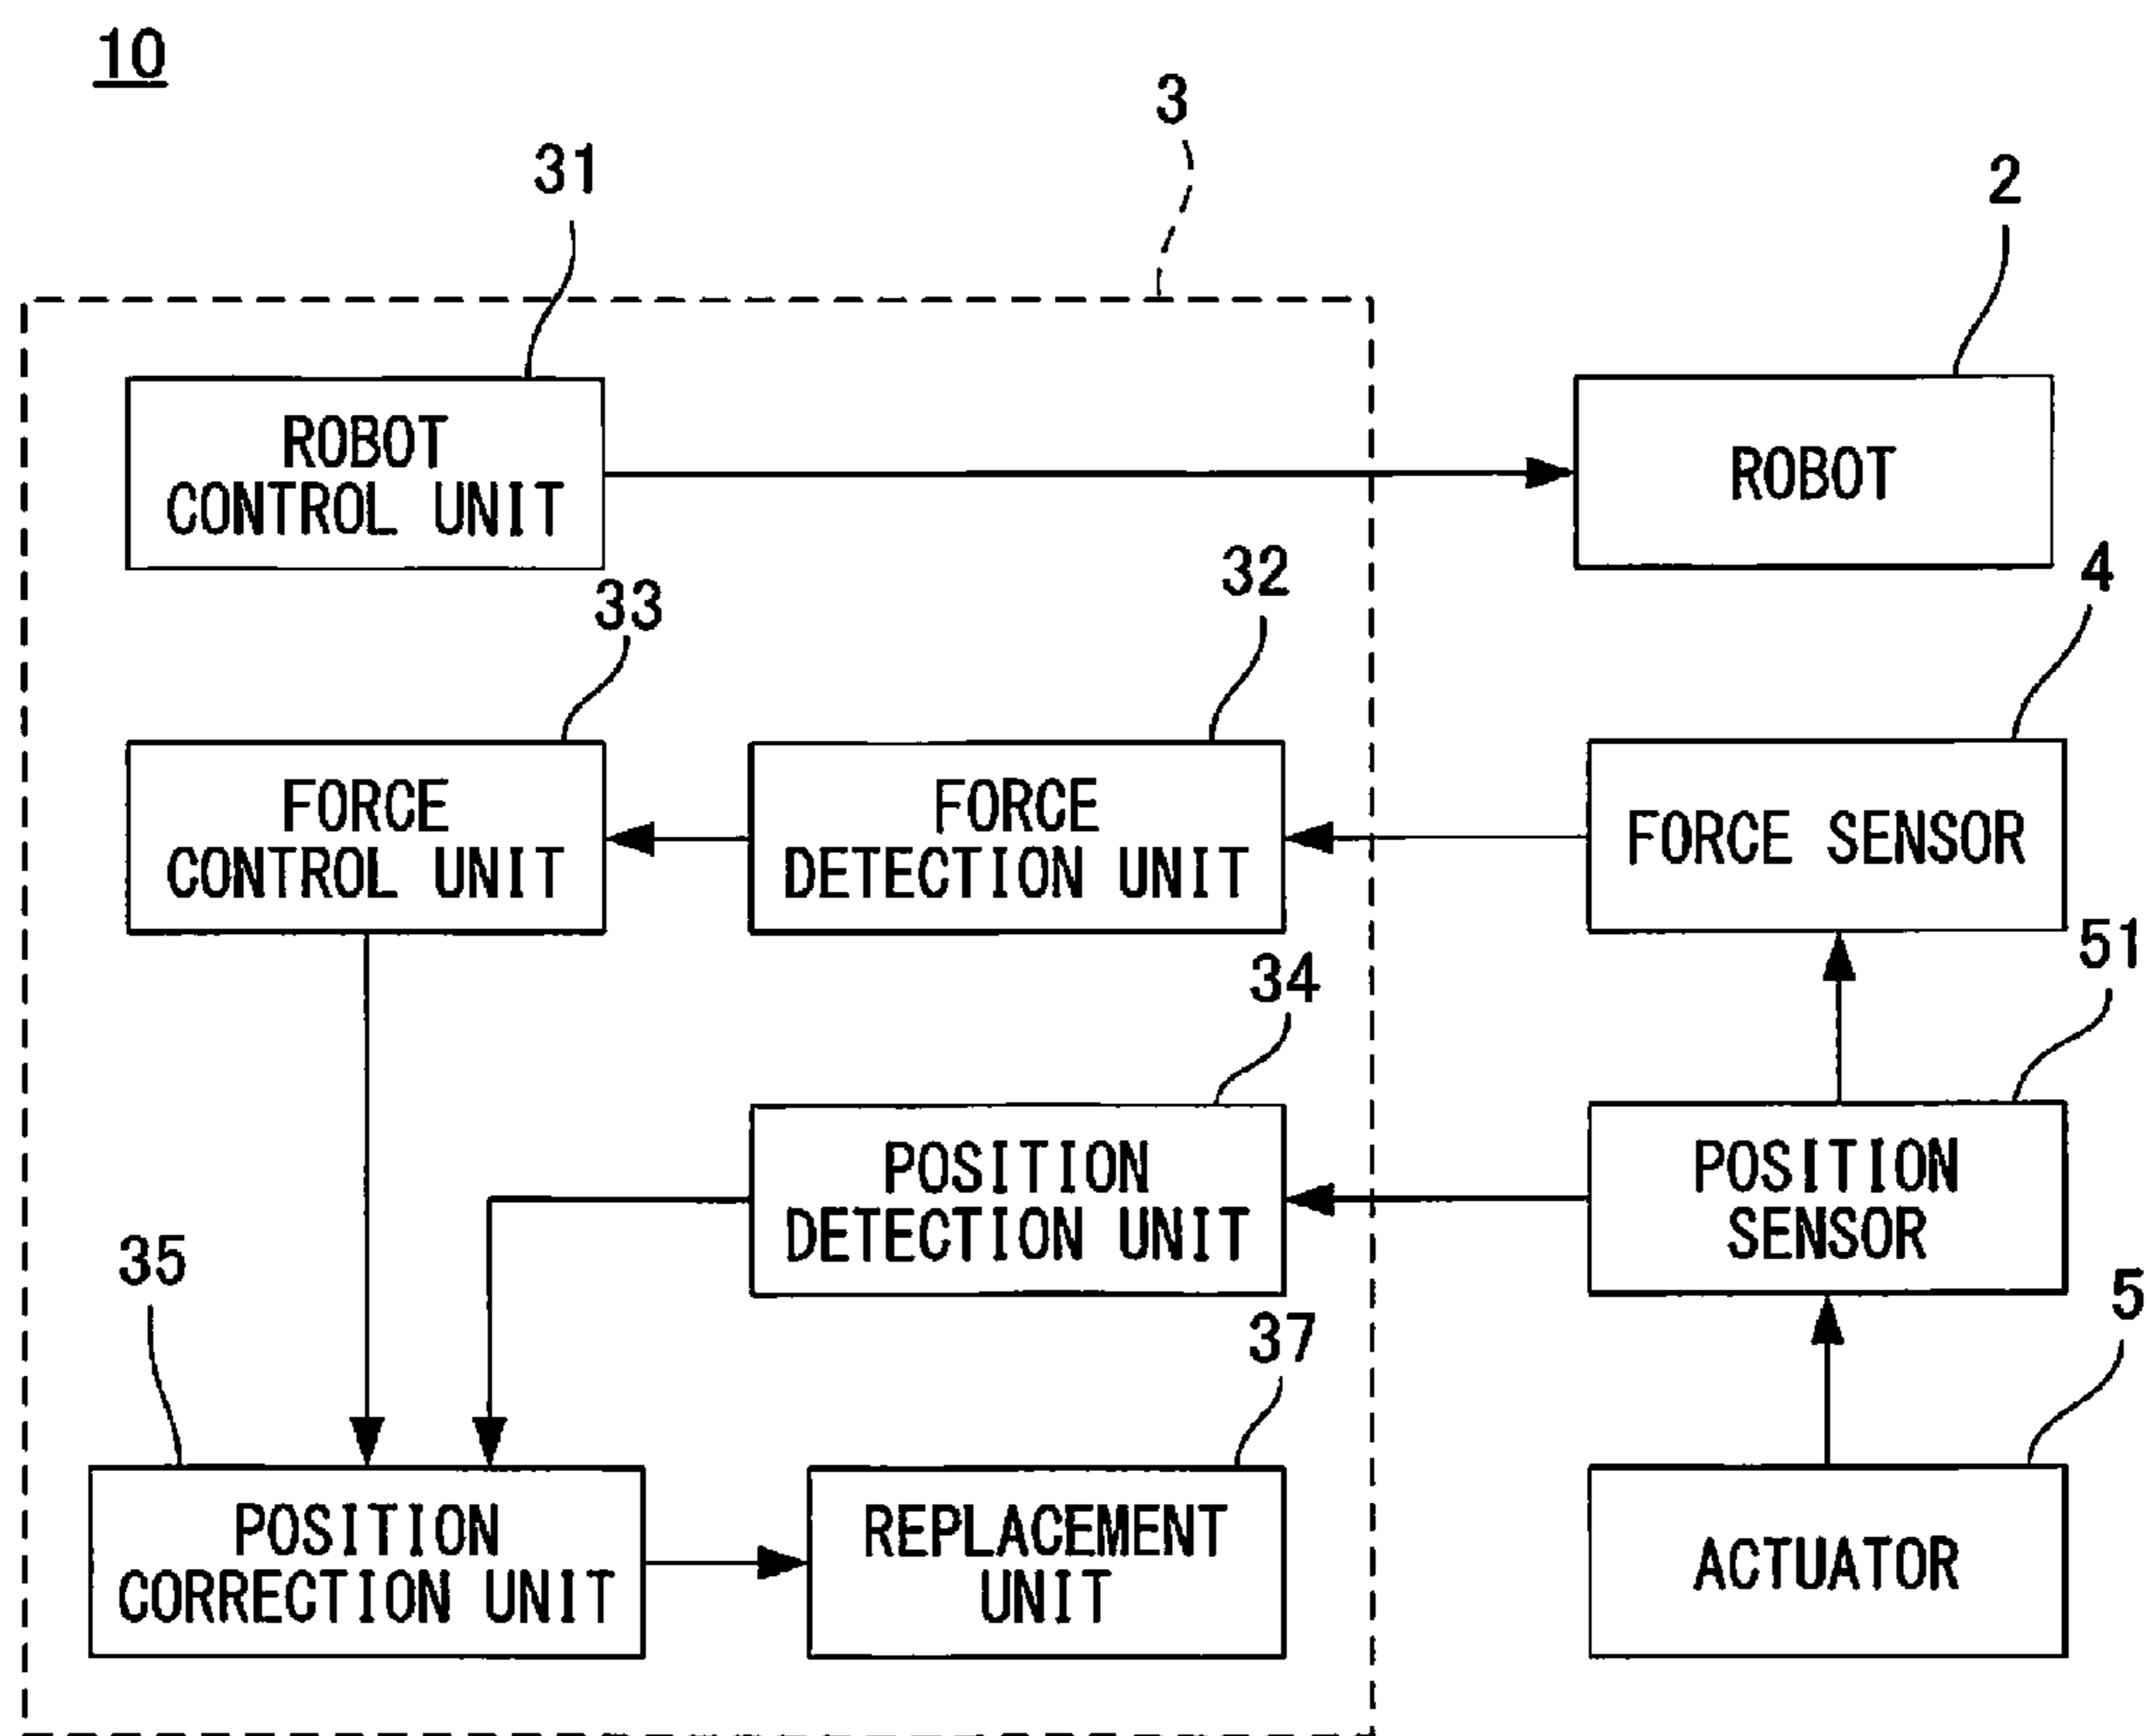 10
3
31
2
ROBOT
CONTROL UNIT
ROBOT
33
32
4
FORCE
CONTROL UNIT
FORCE
DETECTION UNIT
FORCE SENSOR
34
51
POSITION
DETECTION UNIT
POSITION
SENSOR
35
37
5
POSITION
CORRECTION UNIT
REPLACEMENT
UNIT
ACTUATOR